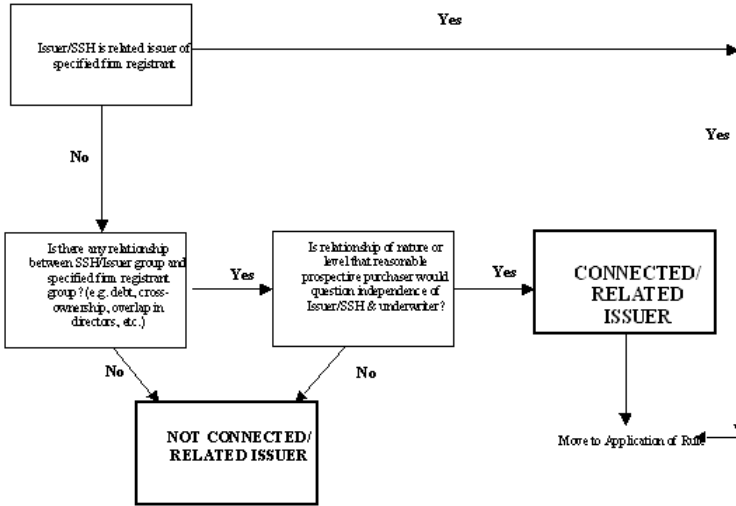 Yes
Issuer/SSH is related issuer of
specified firm registrant
Yes
No
Is there any relationship
between SSH/Issuer group and
specified firm registrant
group? (e.g. debt, cross-
ownership, overlap in
directors, etc.)
Yes
Is relationship of nature or
level that reasonable
prospective purchaser would
question independence of
Issuer/SSH & underwriter?
Yes
CONNECTED/
RELATED
ISSUER
No
No
NOT CONNECTED/
RELATED ISSUER
Move to Application of Rule